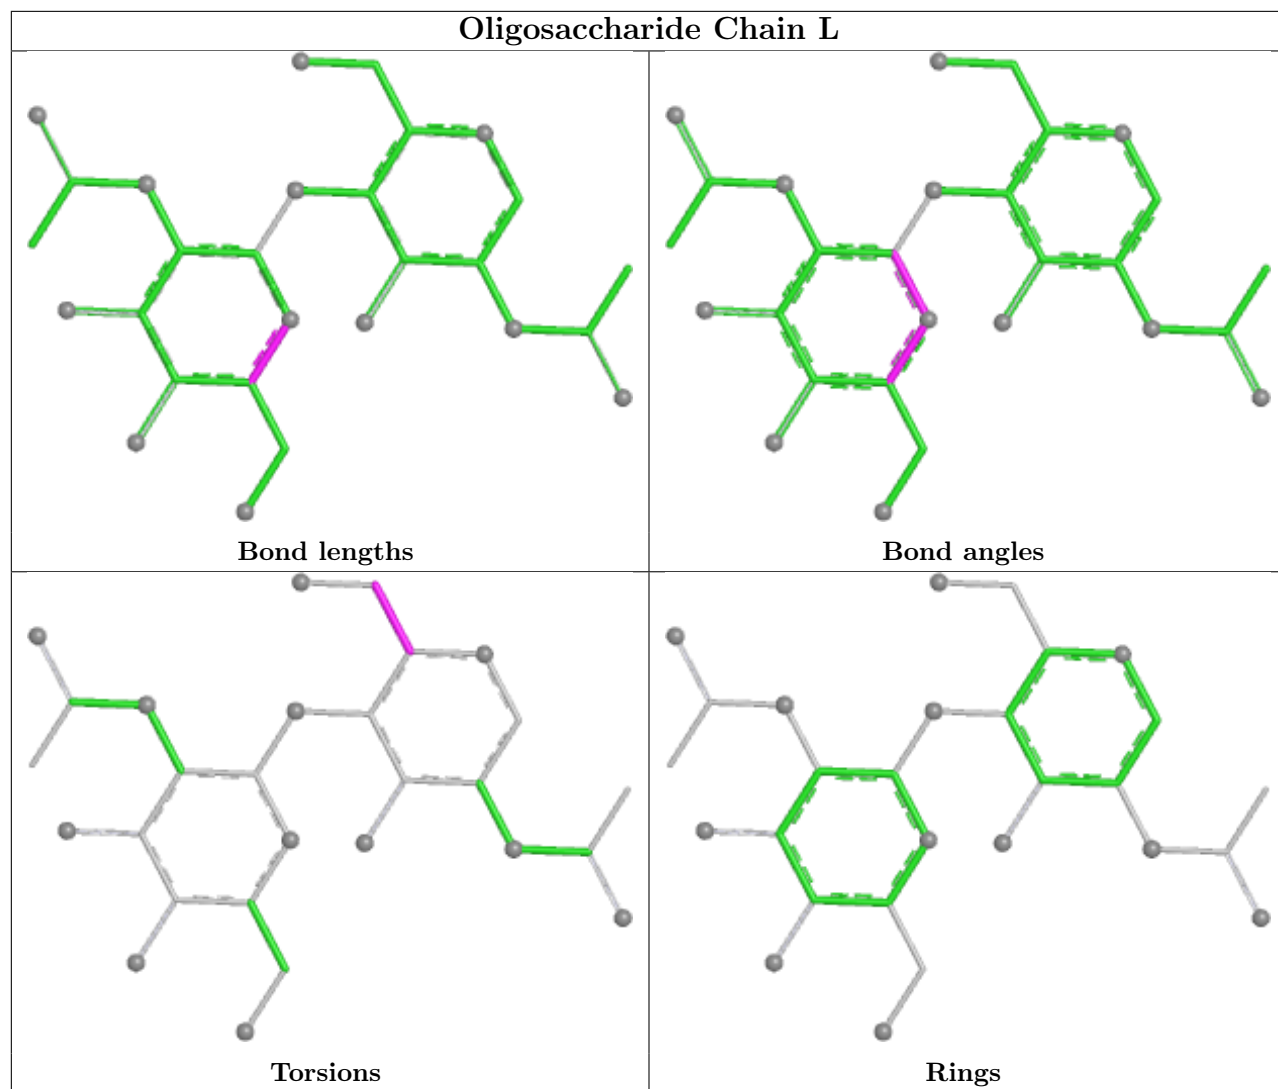 Oligosaccharide Chain L
Bond lengths
Bond angles
Torsions
Rings